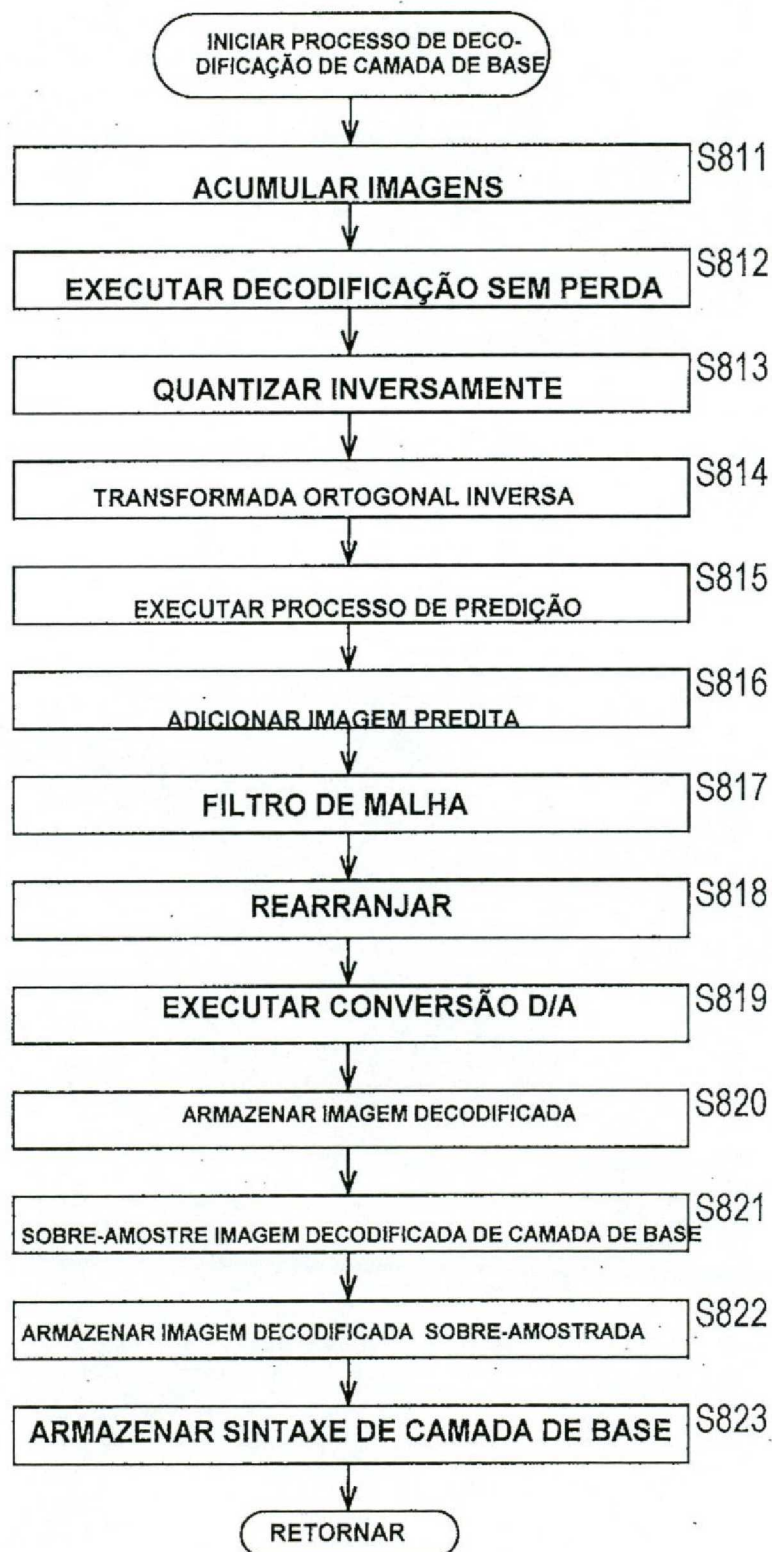 INICIAR PROCESSO DE DECO-
DIFICAÇÃO DE CAMADA DE BASE
S811
ACUMULAR IMAGENS
S812
EXECUTAR DECODIFICAÇÃO SEM PERDA
S813
QUANTIZAR INVERSAMENTE
S814
TRANSFORMADA ORTOGONAL INVERSA
S815
EXECUTAR PROCESSO DE PREDIÇÃO
S816
ADICIONAR IMAGEM PREDITA
S817
FILTRO DE MALHA
S818
REARRANJAR
S819
EXECUTAR CONVERSÃO D/A
S820
ARMAZENAR IMAGEM DECODIFICADA
S821
SOBRE-AMOSTRE IMAGEM DECODIFICADA DE CAMADA DE BASE
S822
ARMAZENAR IMAGEM DECODIFICADA SOBRE-AMOSTRADA
S823
ARMAZENAR SINTAXE DE CAMADA DE BASE
RETORNAR